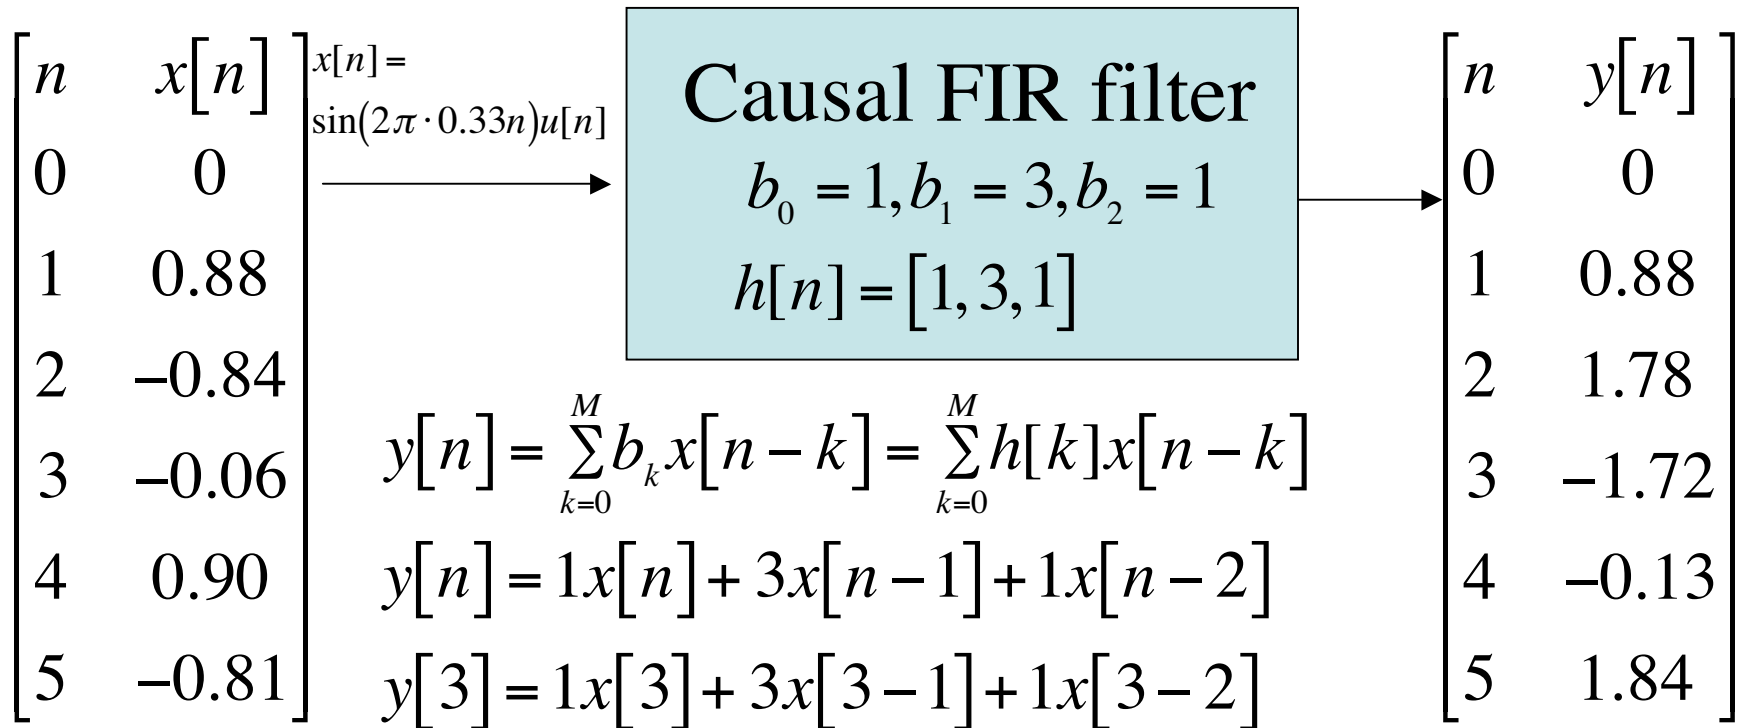 n x[n]
0 0
1 0.88
2 −0.84
3 −0.06
4 0.90
5 −0.81
x[n] =
sin(2π·0.33n)u[n]
Causal FIR filter
b₀ = 1, b₁ = 3, b₂ = 1
h[n] = [1, 3, 1]
y[n] = ∑_{k=0}^{M} b_k x[n − k] = ∑_{k=0}^{M} h[k]x[n − k]
y[n] = 1x[n] + 3x[n − 1] + 1x[n − 2]
y[3] = 1x[3] + 3x[3 − 1] + 1x[3 − 2]
n y[n]
0 0
1 0.88
2 1.78
3 −1.72
4 −0.13
5 1.84